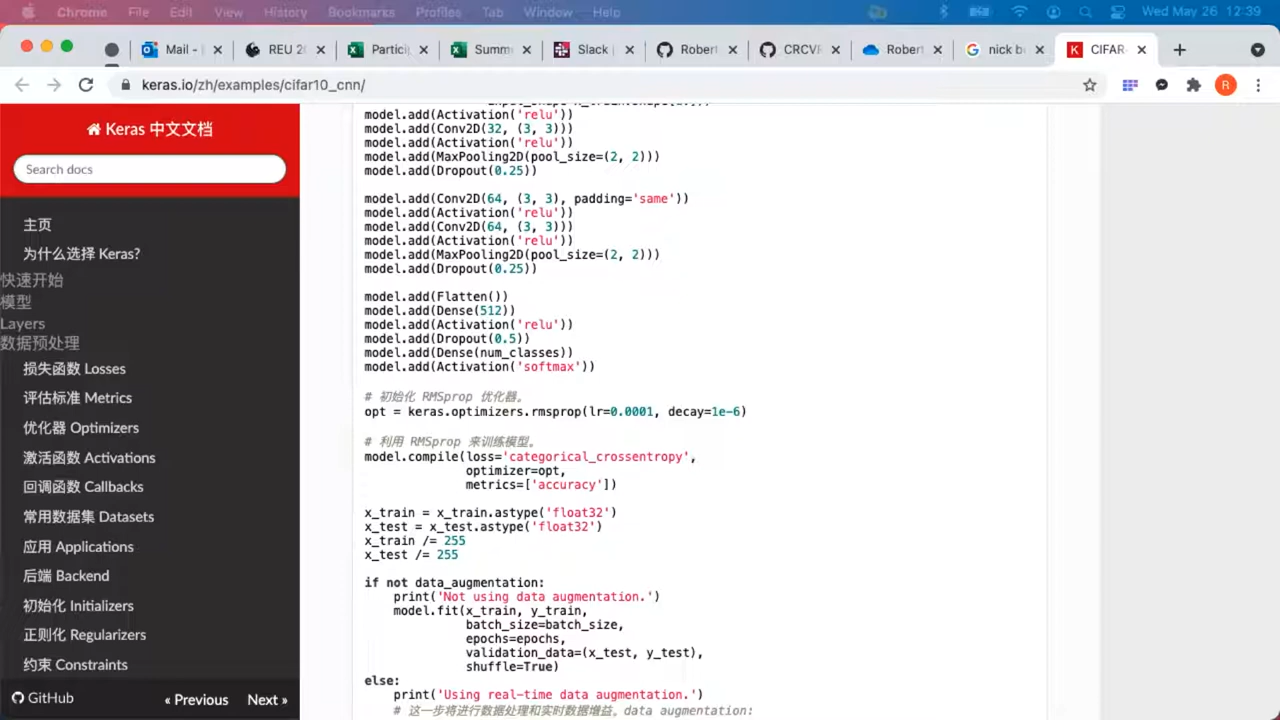 Chrome File Edit View History Bookmarks Profiles Tab Window Help Wed May 26 12:39
Mail - REU 2 Partici Summ Slack Robert CRCVI Robert nick b CIFAR-
keras.io/zh/examples/cifar10_cnn/ R
Keras 中文文档
Search docs
主页
为什么选择 Keras?
快速开始
模型
Layers
数据预处理
损失函数 Losses
评估标准 Metrics
优化器 Optimizers
激活函数 Activations
回调函数 Callbacks
常用数据集 Datasets
应用 Applications
后端 Backend
初始化 Initializers
正则化 Regularizers
约束 Constraints
GitHub « Previous Next »
model.add(Activation('relu'))
model.add(Conv2D(32, (3, 3)))
model.add(Activation('relu'))
model.add(MaxPooling2D(pool_size=(2, 2)))
model.add(Dropout(0.25))
model.add(Conv2D(64, (3, 3), padding='same'))
model.add(Activation('relu'))
model.add(Conv2D(64, (3, 3)))
model.add(Activation('relu'))
model.add(MaxPooling2D(pool_size=(2, 2)))
model.add(Dropout(0.25))
model.add(Flatten())
model.add(Dense(512))
model.add(Activation('relu'))
model.add(Dropout(0.5))
model.add(Dense(num_classes))
model.add(Activation('softmax'))
# 初始化 RMSprop 优化器。
opt = keras.optimizers.rmsprop(lr=0.0001, decay=1e-6)
# 利用 RMSprop 来训练模型。
model.compile(loss='categorical_crossentropy',
optimizer=opt,
metrics=['accuracy'])
x_train = x_train.astype('float32')
x_test = x_test.astype('float32')
x_train /= 255
x_test /= 255
if not data_augmentation:
print('Not using data augmentation.')
model.fit(x_train, y_train,
batch_size=batch_size,
epochs=epochs,
validation_data=(x_test, y_test),
shuffle=True)
else:
print('Using real-time data augmentation.')
# 这一步将进行数据处理和实时数据增益。data augmentation: